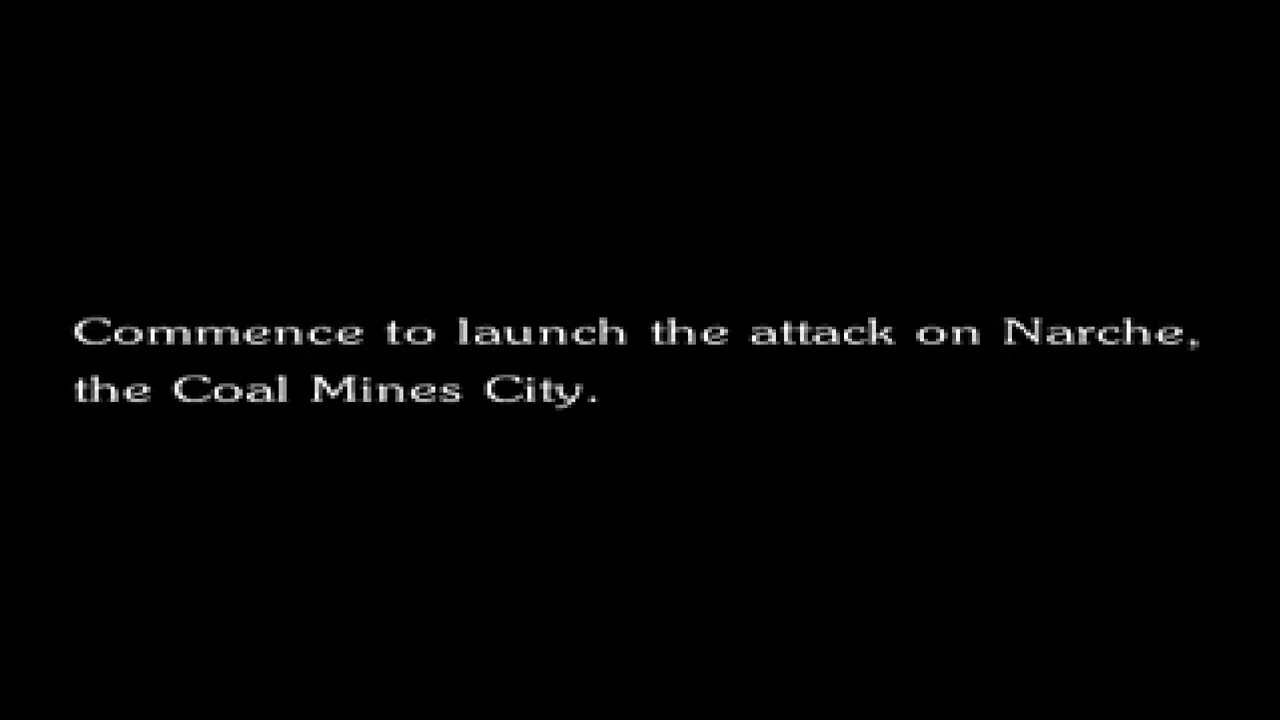 Commence to launch the attack on Narche,
the Coal Mines City.